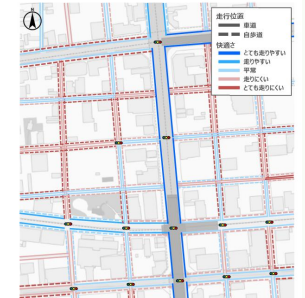 N
走行位置
車道
自歩道
快適さ
とても走りやすい
走りやすい
平常
走りにくい
とても走りにくい